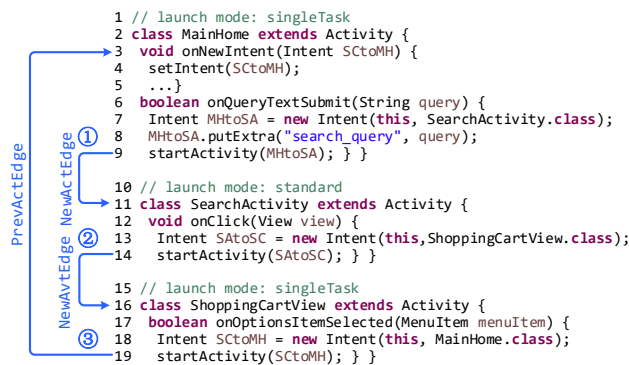 1 // launch mode: singleTask
2 class MainHome extends Activity {
3 void onNewIntent(Intent SCtoMH) {
4 setIntent(SCtoMH);
5 ...}
6 boolean onQueryTextSubmit(String query) {
7 Intent MHtoSA = new Intent(this, SearchActivity.class);
8 MHtoSA.putExtra("search_query", query);
9 startActivity(MHtoSA); } }
10 // launch mode: standard
11 class SearchActivity extends Activity {
12 void onClick(View view) {
13 Intent SAtoSC = new Intent(this,ShoppingCartView.class);
14 startActivity(SAtoSC); } }
15 // launch mode: singleTask
16 class ShoppingCartView extends Activity {
17 boolean onOptionsItemSelected(MenuItem menuItem) {
18 Intent SCtoMH = new Intent(this, MainHome.class);
19 startActivity(SCtoMH); } }
PrevActEdge
NewActEdge
①
NewAvtEdge
②
③